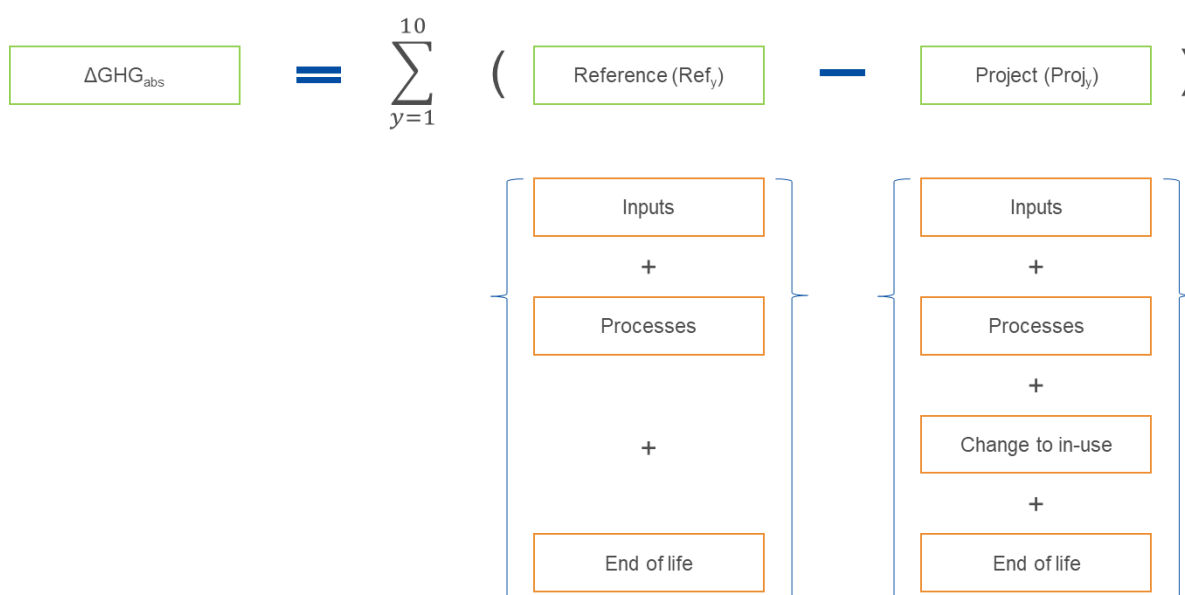 ΔGHGabs = 10 ∑ y=1 ( Reference (Refy) − Project (Projy) )
Inputs Inputs
+ +
Processes Processes
+
+ Change to in-use
+
End of life End of life